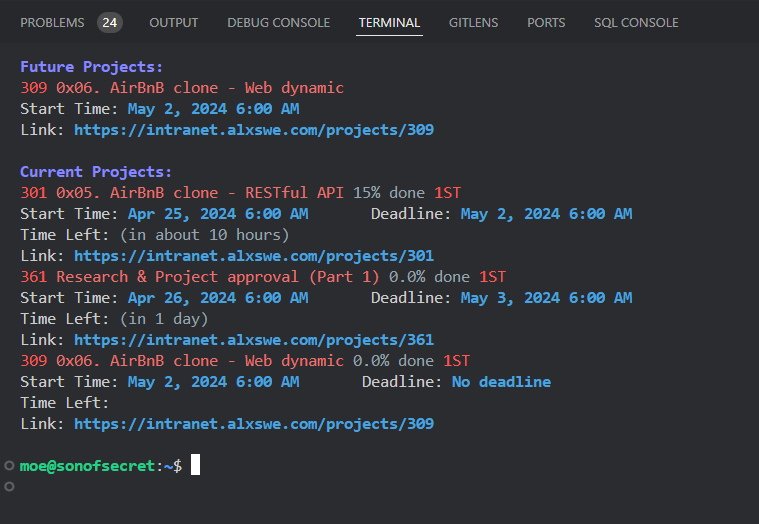 PROBLEMS 24 OUTPUT DEBUG CONSOLE TERMINAL GITLENS PORTS SQL CONSOLE
Future Projects:
309 0x06. AirBnB clone - Web dynamic
Start Time: May 2, 2024 6:00 AM
Link: https://intranet.alxswe.com/projects/309
Current Projects:
301 0x05. AirBnB clone - RESTful API 15% done 1ST
Start Time: Apr 25, 2024 6:00 AM Deadline: May 2, 2024 6:00 AM
Time Left: (in about 10 hours)
Link: https://intranet.alxswe.com/projects/301
361 Research & Project approval (Part 1) 0.0% done 1ST
Start Time: Apr 26, 2024 6:00 AM Deadline: May 3, 2024 6:00 AM
Time Left: (in 1 day)
Link: https://intranet.alxswe.com/projects/361
309 0x06. AirBnB clone - Web dynamic 0.0% done 1ST
Start Time: May 2, 2024 6:00 AM Deadline: No deadline
Time Left:
Link: https://intranet.alxswe.com/projects/309
moe@sonofsecret:~$